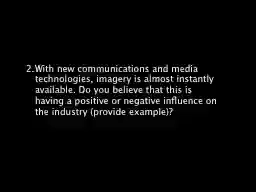 2.With new communications and media
technologies, imagery is almost instantly
available. Do you believe that this is
having a positive or negative influence on
the industry (provide example)?